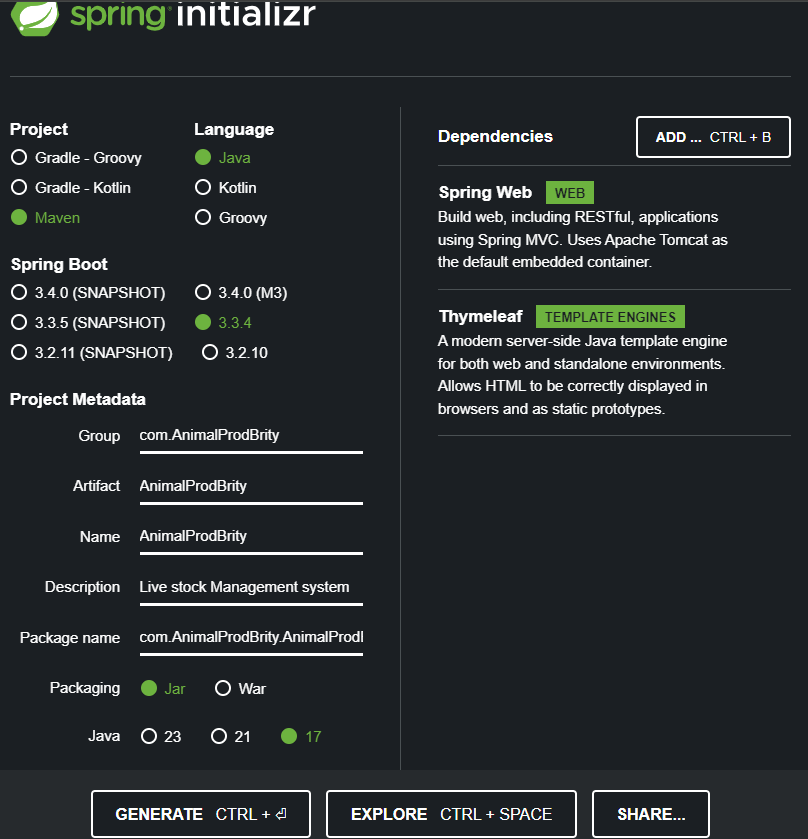 spring initializr
Project
Gradle - Groovy
Gradle - Kotlin
Maven
Language
Java
Kotlin
Groovy
Spring Boot
3.4.0 (SNAPSHOT) 3.4.0 (M3)
3.3.5 (SNAPSHOT) 3.3.4
3.2.11 (SNAPSHOT) 3.2.10
Project Metadata
Group com.AnimalProdBrity
Artifact AnimalProdBrity
Name AnimalProdBrity
Description Live stock Management system
Package name com.AnimalProdBrity.AnimalProdl
Packaging Jar War
Java 23 21 17
Dependencies
ADD ... CTRL + B
Spring Web WEB
Build web, including RESTful, applications
using Spring MVC. Uses Apache Tomcat as
the default embedded container.
Thymeleaf TEMPLATE ENGINES
A modern server-side Java template engine
for both web and standalone environments.
Allows HTML to be correctly displayed in
browsers and as static prototypes.
GENERATE CTRL + ⏎
EXPLORE CTRL + SPACE
SHARE...